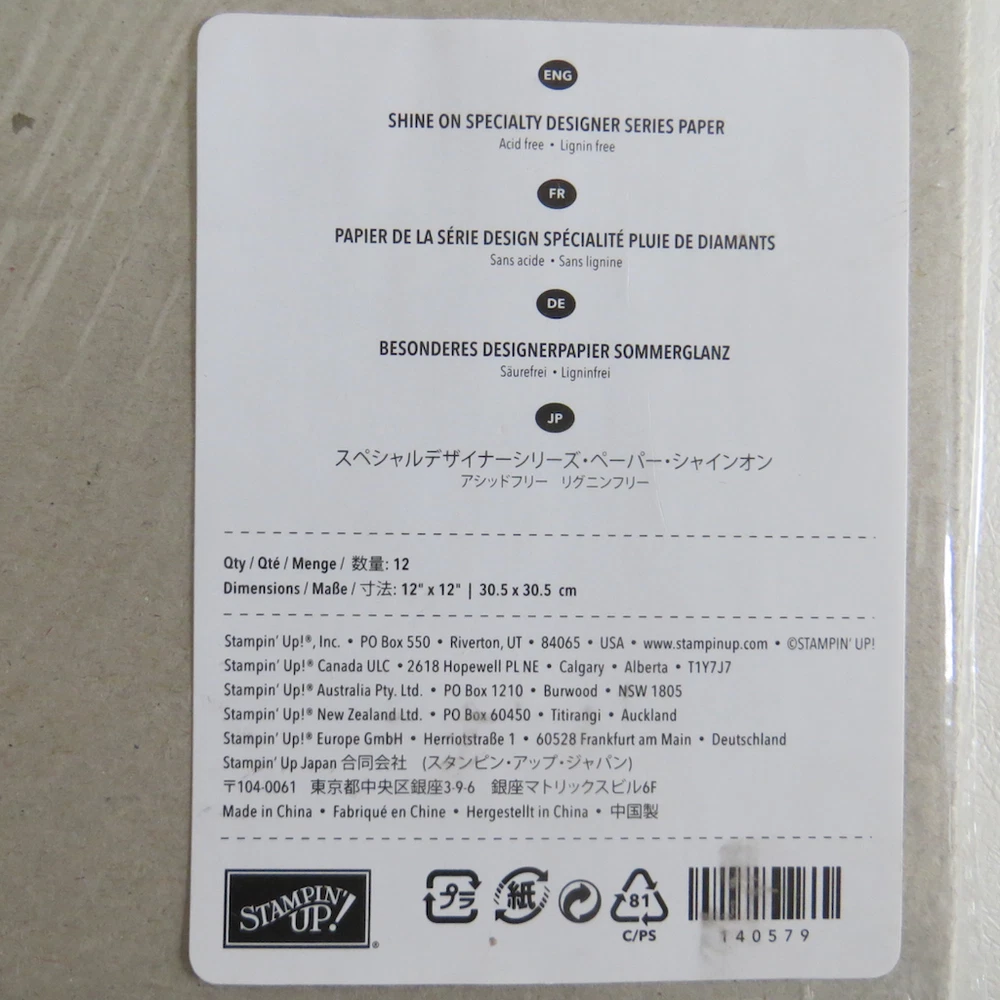 ENG
SHINE ON SPECIALTY DESIGNER SERIES PAPER
Acid free • Lignin free
FR
PAPIER DE LA SÉRIE DESIGN SPÉCIALITÉ PLUIE DE DIAMANTS
Sans acide • Sans lignine
DE
BESONDERES DESIGNERPAPIER SOMMERGLANZ
Säurefrei • Ligninfrei
JP
スペシャルデザイナーシリーズ・ペーパー・シャインオン
アシッドフリー リグニンフリー
Qty / Qté / Menge / 数量: 12
Dimensions / Maße / 寸法: 12" x 12" | 30.5 x 30.5 cm
Stampin' Up!®, Inc. • PO Box 550 • Riverton, UT • 84065 • USA • www.stampinup.com • ©STAMPIN' UP!
Stampin' Up!® Canada ULC • 2618 Hopewell PL NE • Calgary • Alberta • T1Y7J7
Stampin' Up!® Australia Pty. Ltd. • PO Box 1210 • Burwood • NSW 1805
Stampin' Up!® New Zealand Ltd. • PO Box 60450 • Titirangi • Auckland
Stampin' Up!® Europe GmbH • Herriotstraße 1 • 60528 Frankfurt am Main • Deutschland
Stampin' Up Japan 合同会社 (スタンピン・アップ・ジャパン)
〒104-0061 東京都中央区銀座3-9-6 銀座マトリックスビル6F
Made in China • Fabriqué en Chine • Hergestellt in China • 中国製
STAMPIN' UP!®
プラ 紙 81
C/PS
140579